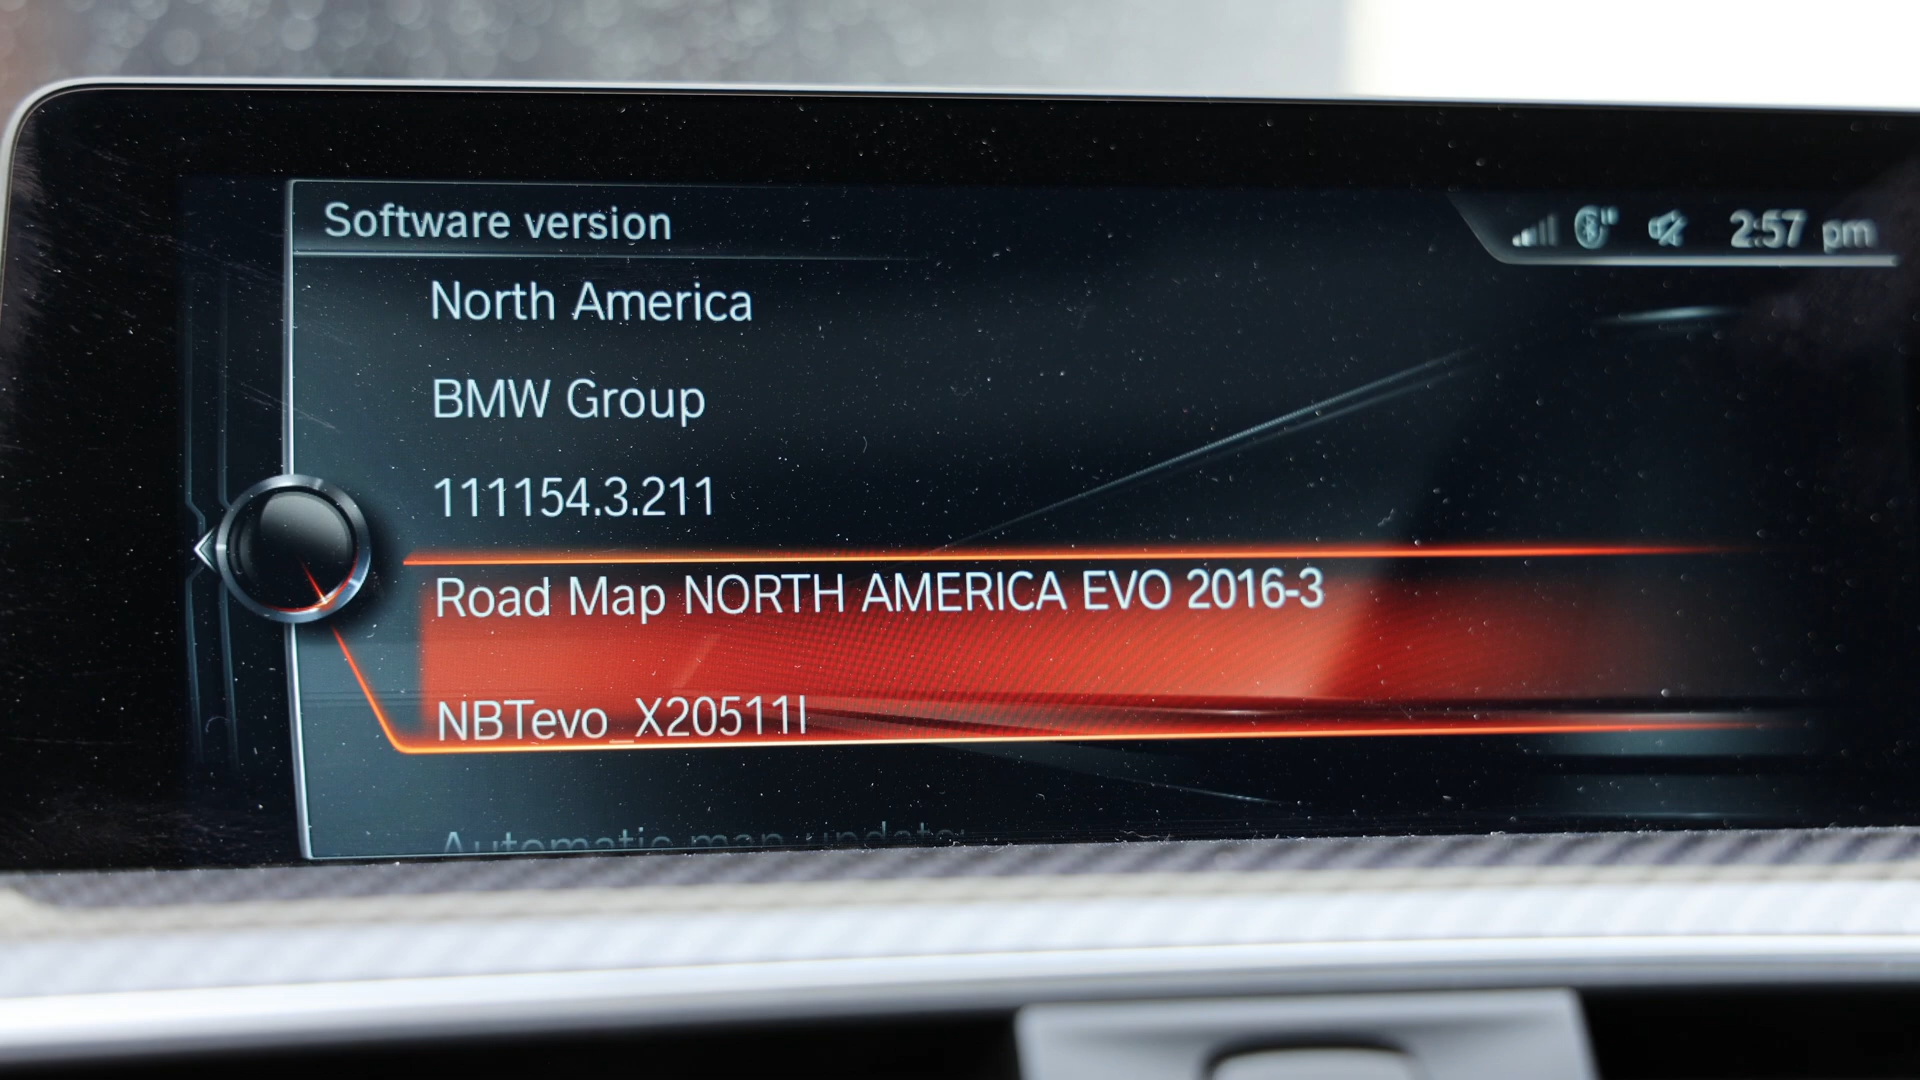 Software version
2:57 pm
North America
BMW Group
111154.3.211
Road Map NORTH AMERICA EVO 2016-3
NBTevo_X20511I
Automatic map update: